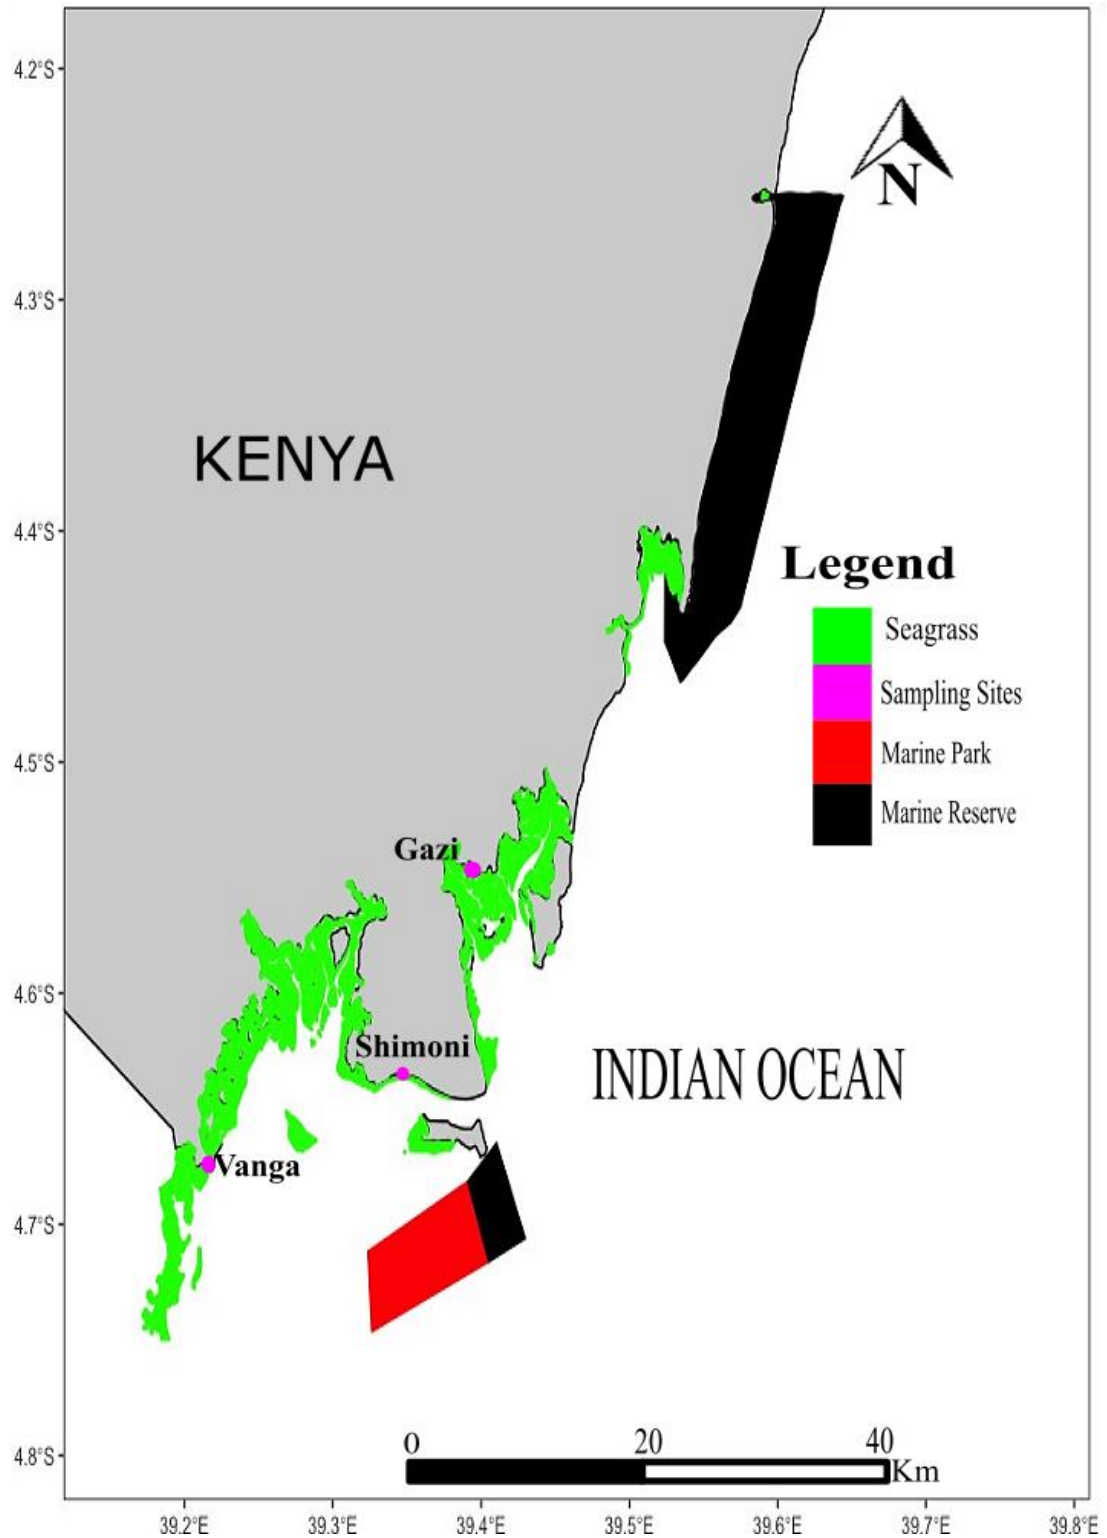 4.2°S
N
4.3°S
KENYA
4.4°S
Legend
Seagrass
Sampling Sites
Marine Park
Marine Reserve
4.5°S
Gazi
4.6°S
Shimoni
INDIAN OCEAN
Vanga
4.7°S
0 20 40
4.8°S
Km
39.2°E 39.3°E 39.4°E 39.5°E 39.6°E 39.7°E 39.8°E